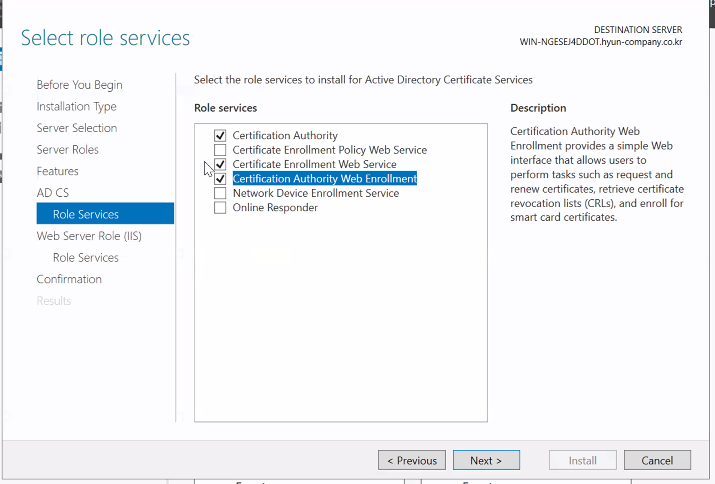 Select role services
DESTINATION SERVER
WIN-NGESEJ4DDOT.hyun-company.co.kr
Before You Begin
Installation Type
Server Selection
Server Roles
Features
AD CS
Role Services
Web Server Role (IIS)
Role Services
Confirmation
Results
Select the role services to install for Active Directory Certificate Services
Role services
Certification Authority
Certificate Enrollment Policy Web Service
Certificate Enrollment Web Service
Certification Authority Web Enrollment
Network Device Enrollment Service
Online Responder
Description
Certification Authority Web
Enrollment provides a simple Web
interface that allows users to
perform tasks such as request and
renew certificates, retrieve certificate
revocation lists (CRLs), and enroll for
smart card certificates.
< Previous
Next >
Install
Cancel